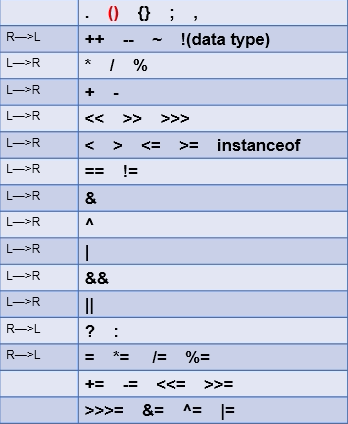 . () {} ; ,
R—>L ++ -- ~ !(data type)
L—>R * / %
L—>R + -
L—>R << >> >>>
L—>R < > <= >= instanceof
L—>R == !=
L—>R &
L—>R ^
L—>R |
L—>R &&
L—>R ||
R—>L ? :
R—>L = *= /= %=
+= -= <<= >>=
>>>= &= ^= |=